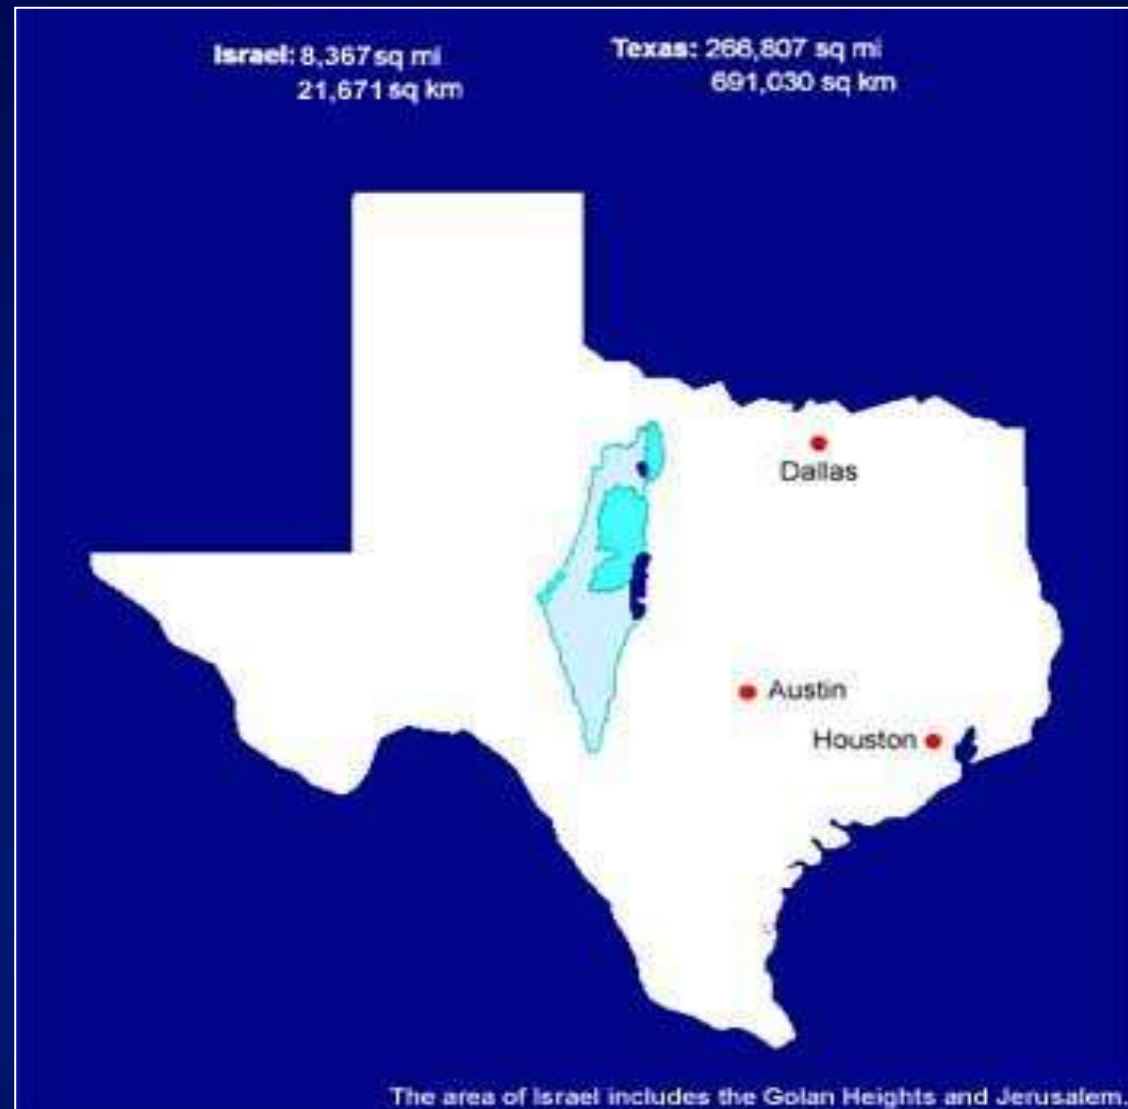 Israel: 8,367 sq mi
21,671 sq km
Texas: 266,807 sq mi
691,030 sq km
Dallas
Austin
Houston
The area of Israel includes the Golan Heights and Jerusalem.